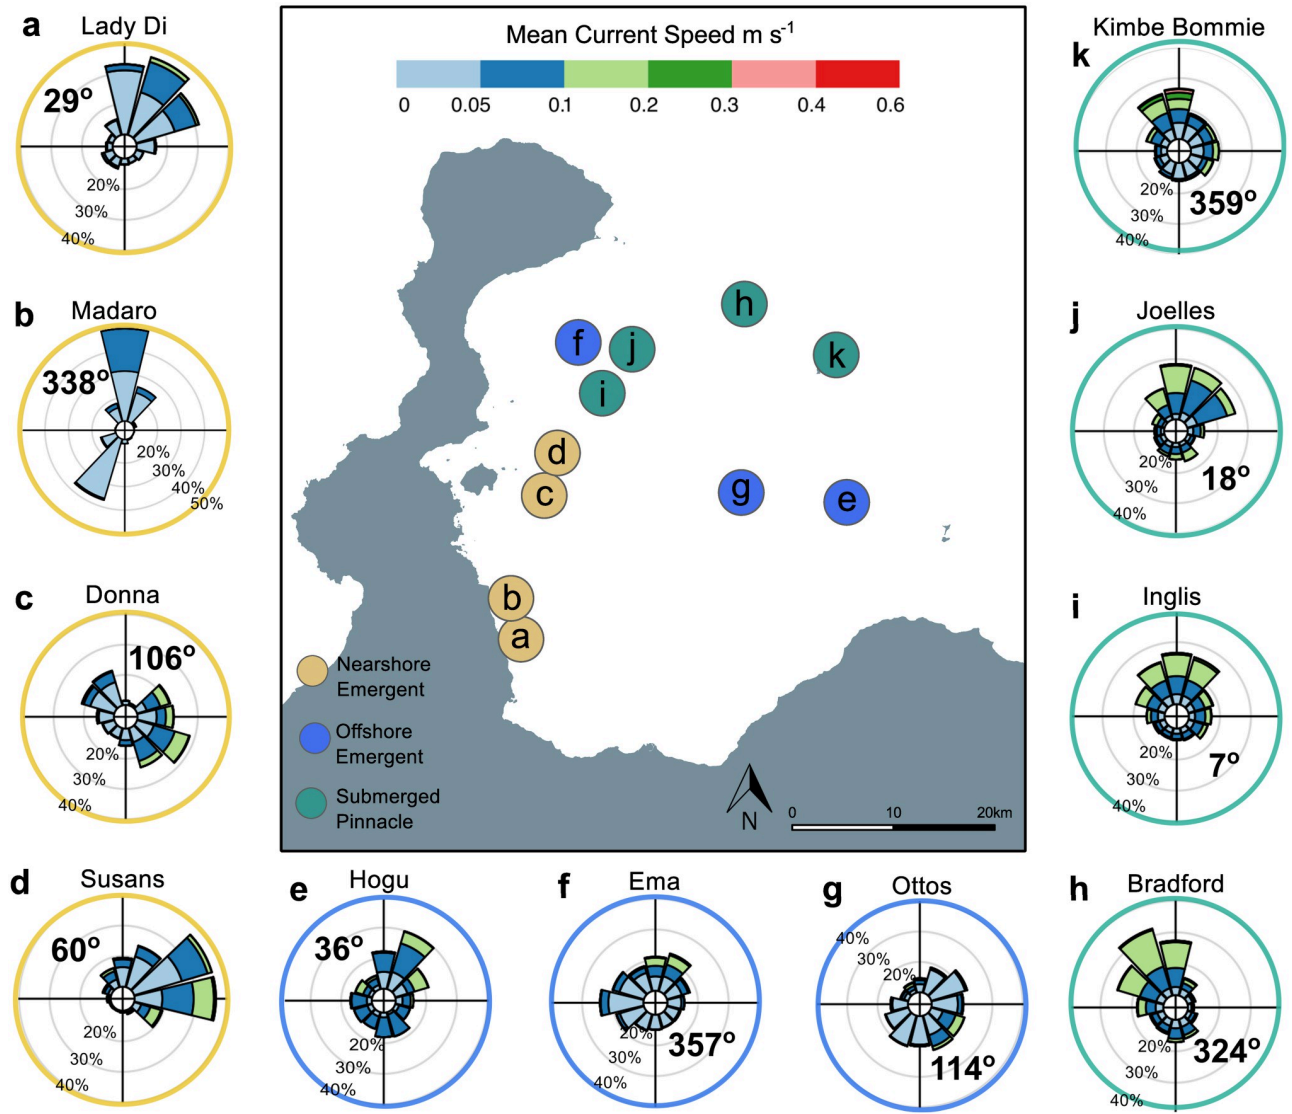 a
Lady Di
29º
20%
30%
40%
b
Madaro
338º
20%
30%
40%
50%
c
Donna
106º
20%
30%
40%
d
Susans
60º
20%
30%
40%
e
Hogu
36º
20%
30%
40%
f
Ema
357º
20%
30%
40%
g
Ottos
40%
30%
20%
114º
h
Bradford
20%
30%
40%
324º
i
Inglis
20%
30%
40%
7º
j
Joelles
20%
30%
40%
18º
Kimbe Bommie
k
20%
30%
40%
359º
Mean Current Speed m s-1
0 0.05 0.1 0.2 0.3 0.4 0.6
h
f
j
k
i
d
c
g
e
b
a
Nearshore
Emergent
Offshore
Emergent
Submerged
Pinnacle
N
0 10 20km